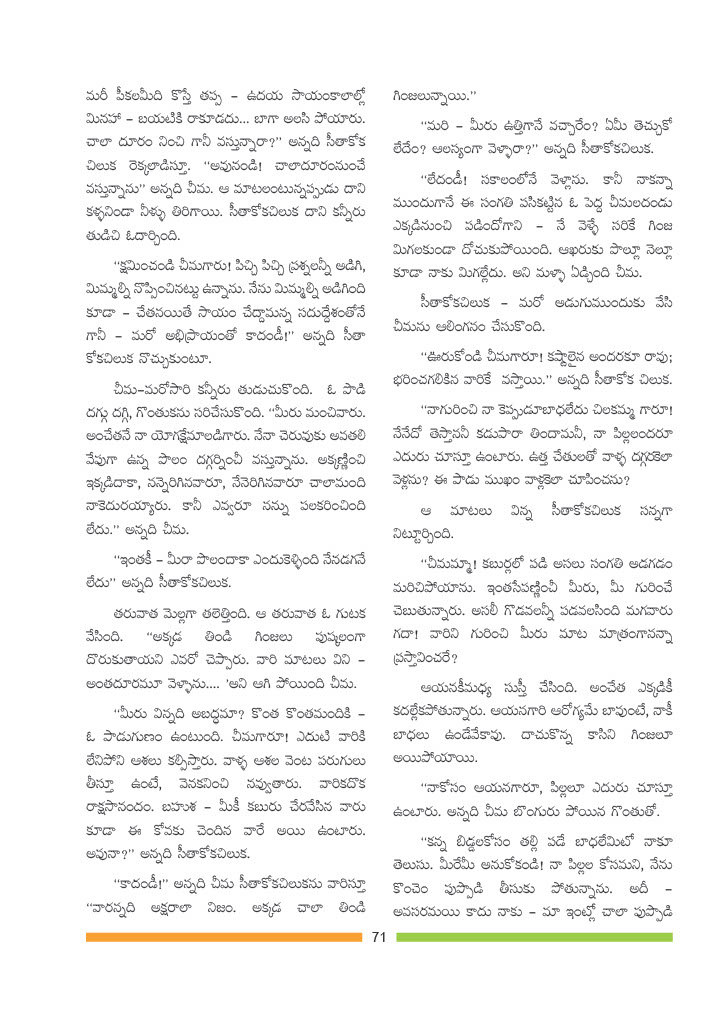 మరీ పీకలమీది కొస్తే తప్ప – ఉదయ సాయంకాలాల్లో
మినహా – బయటికి రాకూడదు... బాగా అలసి పోయారు.
చాలా దూరం నించి గానీ వస్తున్నారా?” అన్నది సీతాకోక
చిలుక రెక్కలాడిస్తూ. “అవునండి! చాలాదూరంనుంచే
వస్తున్నాను” అన్నది చీమ. ఆ మాటలంటున్నప్పుడు దాని
కళ్ళనిండా నీళ్ళు తిరిగాయి. సీతాకోకచిలుక దాని కన్నీరు
తుడిచి ఓదార్చింది.
“క్షమించండి చీమగారు! పిచ్చి పిచ్చి ప్రశ్నలన్నీ అడిగి,
మిమ్మల్ని నొప్పించినట్టు ఉన్నాను. నేను మిమ్మల్ని అడిగింది
కూడా – చేతనయితే సాయం చేద్దామన్న సదుద్దేశంతోనే
గానీ – మరో అభిప్రాయంతో కాదండీ!” అన్నది సీతా
కోకచిలుక నొచ్చుకుంటూ.
చీమ–మరోసారి కన్నీరు తుడుచుకొంది. ఓ పొడి
దగ్గు దగ్గి, గొంతుకను సరిచేసుకొంది. “మీరు మంచివారు.
అంచేతనే నా యోగక్షేమాలడిగారు. నేనా చెరువుకు అవతలి
వేపుగా ఉన్న పొలం దగ్గర్నించీ వస్తున్నాను. అక్కణ్ణించి
ఇక్కడిదాకా, నన్నెరిగినవారూ, నేనెరిగినవారూ చాలామంది
నాకెదురయ్యారు. కానీ ఎవ్వరూ నన్ను పలకరించింది
లేదు.” అన్నది చీమ.
“ఇంతకీ – మీరా పొలందాకా ఎందుకెళ్ళింది నేనడగనే
లేదు” అన్నది సీతాకోకచిలుక.
తరువాత మెల్లగా తలెత్తింది. ఆ తరువాత ఓ గుటక
వేసింది. “అక్కడ తిండి గింజలు పుష్కలంగా
దొరుకుతాయని ఎవరో చెప్పారు. వారి మాటలు విని –
అంతదూరమూ వెళ్ళాను.... 'అని ఆగి పోయింది చీమ.
“మీరు విన్నది అబద్ధమా? కొంత కొంతమందికి –
ఓ పాడుగుణం ఉంటుంది. చీమగారూ! ఎదుటి వారికి
లేనిపోని ఆశలు కల్పిస్తారు. వాళ్ళ ఆశల వెంట పరుగులు
తీస్తూ ఉంటే, వెనకనించి నవ్వుతారు. వారికదొక
రాక్షసానందం. బహుశ – మీకీ కబురు చేరవేసిన వారు
కూడా ఈ కోవకు చెందిన వారే అయి ఉంటారు.
అవునా?” అన్నది సీతాకోకచిలుక.
“కాదండీ!” అన్నది చీమ సీతాకోకచిలుకను వారిస్తూ
“వారన్నది అక్షరాలా నిజం. అక్కడ చాలా తిండి
గింజలున్నాయి.”
“మరి – మీరు ఉత్తిగానే వచ్చారేం? ఏమీ తెచ్చుకో
లేదేం? ఆలస్యంగా వెళ్ళారా?” అన్నది సీతాకోకచిలుక.
“లేదండీ! సకాలంలోనే వెళ్లాను. కానీ నాకన్నా
ముందుగానే ఈ సంగతి పసికట్టిన ఓ పెద్ద చీమలదండు
ఎక్కడినుంచి పడిందోగాని – నే వెళ్ళే సరికే గింజ
మిగలకుండా దోచుకుపోయింది. ఆఖరుకు పొల్లూ నెల్లూ
కూడా నాకు మిగల్లేదు. అని మళ్ళా ఏడ్చింది చీమ.
సీతాకోకచిలుక – మరో అడుగుముందుకు వేసి
చీమను ఆలింగనం చేసుకొంది.
“ఊరుకోండి చీమగారూ! కష్టాలైన అందరకూ రావు;
భరించగలికిన వారికే వస్తాయి.” అన్నది సీతాకోక చిలుక.
“నాగురించి నా కెప్పుడూబాధలేదు చిలకమ్మ గారూ!
నేనేదో తెస్తాననీ కడుపారా తిందామనీ, నా పిల్లలందరూ
ఎదురు చూస్తూ ఉంటారు. ఉత్త చేతులతో వాళ్ళ దగ్గరకెలా
వెళ్లను? ఈ పాడు ముఖం వాళ్లకెలా చూపించను?
ఆ మాటలు విన్న సీతాకోకచిలుక సన్నగా
నిట్టూర్చింది.
“చీమమ్మా! కబుర్లలో పడి అసలు సంగతి అడగడం
మరిచిపోయాను. ఇంతసేపణ్ణించీ మీరు, మీ గురించే
చెబుతున్నారు. అసలీ గొడవలన్నీ పడవలసింది మగవారు
గదా! వారిని గురించి మీరు మాట మాత్రంగానన్నా
ప్రస్తావించరే?
ఆయనకీమధ్య సుస్తీ చేసింది. అంచేత ఎక్కడికీ
కదల్లేకపోతున్నారు. ఆయనగారి ఆరోగ్యమే బావుంటే, నాకీ
బాధలు ఉండేవేకావు. దాచుకొన్న కాసిని గింజలూ
అయిపోయాయి.
“నాకోసం ఆయనగారూ, పిల్లలూ ఎదురు చూస్తూ
ఉంటారు. అన్నది చీమ బొంగురు పోయిన గొంతుతో.
“కన్న బిడ్డలకోసం తల్లి పడే బాధలేమిటో నాకూ
తెలుసు. మీరేమీ అనుకోకండి! నా పిల్లల కోసమని, నేను
కొంచెం పుప్పొడి తీసుకు పోతున్నాను. అదీ –
అవసరమయి కాదు నాకు – మా ఇంట్లో చాలా పుప్పొడి
71